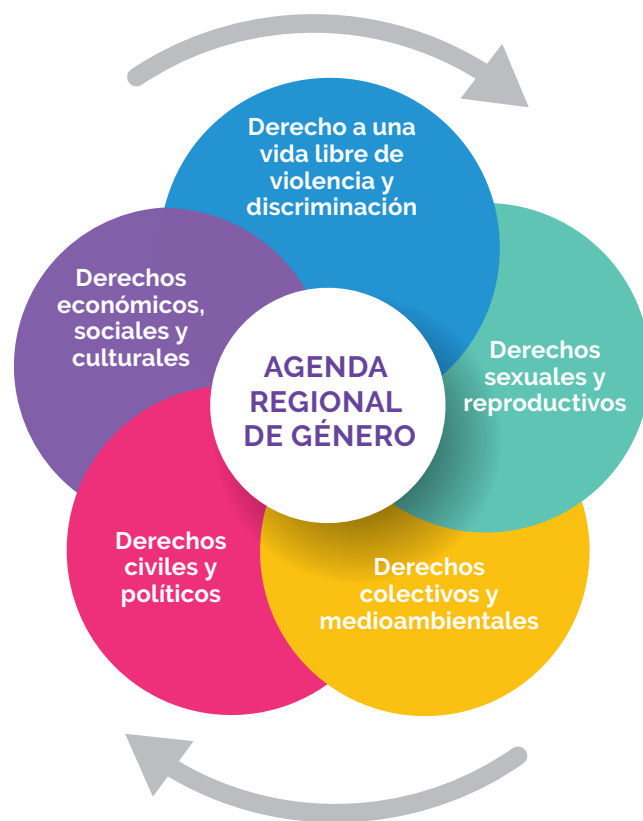 Derecho a una
vida libre de
violencia y
discriminación
Derechos
económicos,
sociales y
culturales
AGENDA
REGIONAL
DE GÉNERO
Derechos
sexuales y
reproductivos
Derechos
civiles y
políticos
Derechos
colectivos y
medioambientales